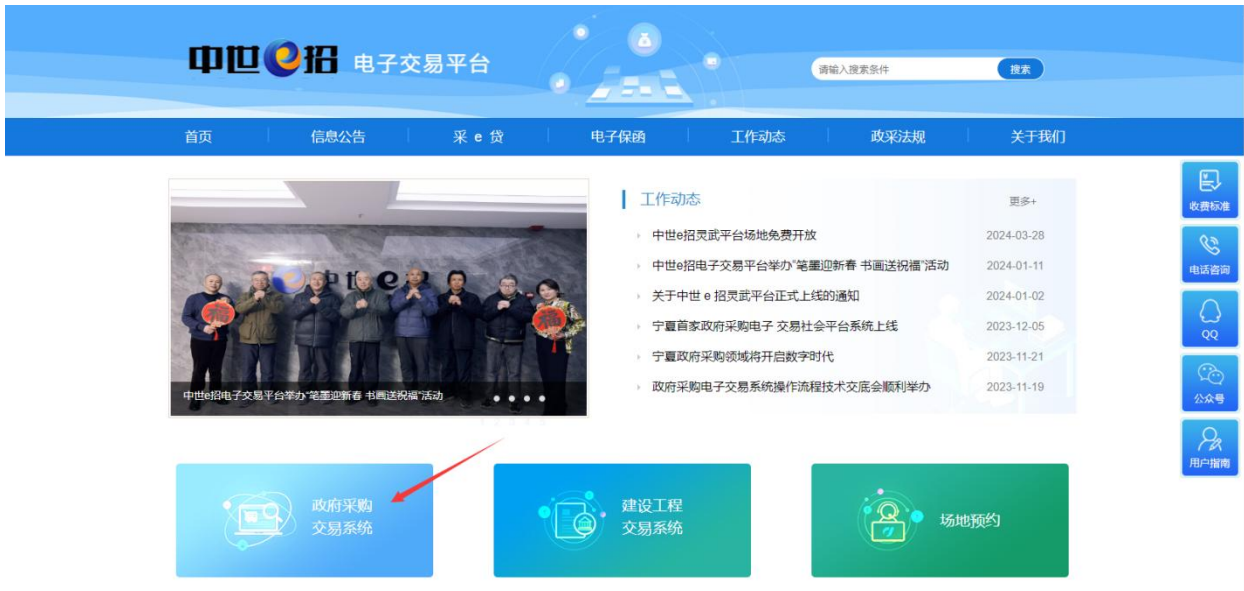 中世e招 电子交易平台
请输入搜索条件 搜索
首页 信息公告 采 e 贷 电子保函 工作动态 政采法规 关于我们
工作动态 更多+
中世e招灵武平台场地免费开放 2024-03-28
中世e招电子交易平台举办“笔墨迎新春 书画送祝福”活动 2024-01-11
关于中世 e 招灵武平台正式上线的通知 2024-01-02
宁夏首家政府采购电子 交易社会平台系统上线 2023-12-05
宁夏政府采购领域将开启数字时代 2023-11-21
政府采购电子交易系统操作流程技术交底会顺利举办 2023-11-19
中世e招
福
福
中世e招电子交易平台举办“笔墨迎新春 书画送祝福”活动
收费标准
电话咨询
QQ
公众号
用户指南
政府采购
交易系统
建设工程
交易系统
场地预约